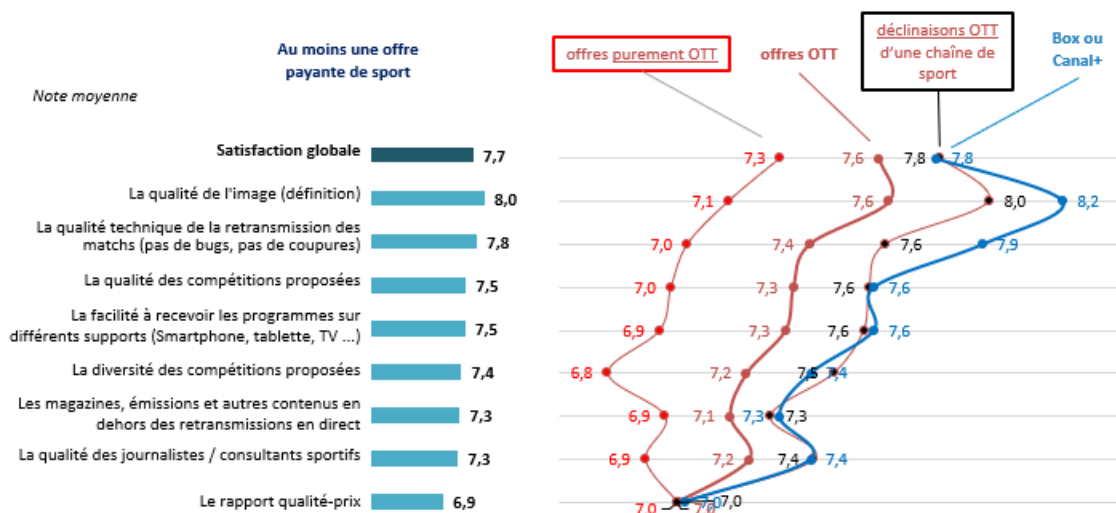 Au moins une offre
payante de sport
Note moyenne
offres purement OTT
offres OTT
déclinaisons OTT
d'une chaîne de
sport
Box ou
Canal+
Satisfaction globale
7,7
7,3
7,6
7,8
7,8
La qualité de l'image (définition)
8,0
7,1
7,6
8,0
8,2
La qualité technique de la retransmission des
matchs (pas de bugs, pas de coupures)
7,8
7,0
7,4
7,6
7,9
La qualité des compétitions proposées
7,5
7,0
7,3
7,6
7,6
La facilité à recevoir les programmes sur
différents supports (Smartphone, tablette, TV ...)
7,5
6,9
7,3
7,6
7,6
La diversité des compétitions proposées
7,4
6,8
7,2
7,5
7,4
Les magazines, émissions et autres contenus en
dehors des retransmissions en direct
7,3
6,9
7,1
7,3
7,3
La qualité des journalistes / consultants sportifs
7,3
6,9
7,2
7,4
7,4
Le rapport qualité-prix
6,9
7,0
7,0
7,0
7,0